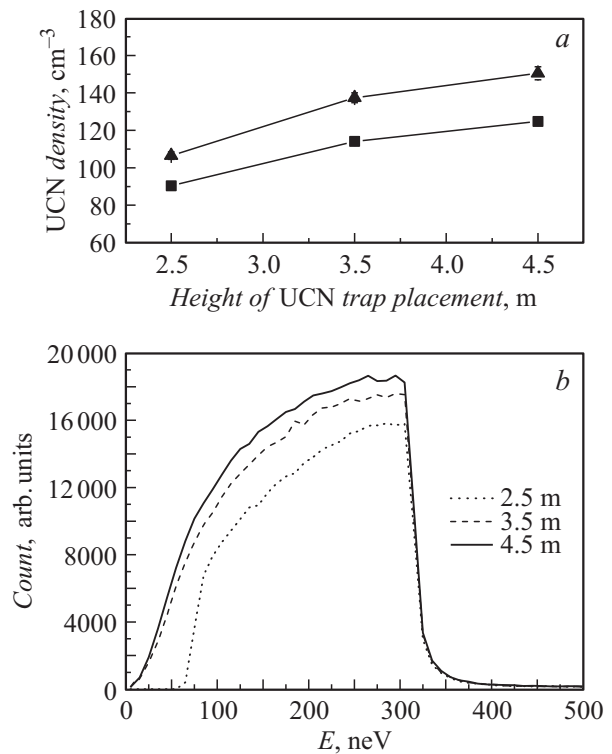 180
160
140
120
100
80
60
UCN density, cm⁻³
a
2.5 3.0 3.5 4.0 4.5
Height of UCN trap placement, m
20 000
16 000
12 000
8000
4000
0
Count, arb. units
b
2.5 m
3.5 m
4.5 m
0 100 200 300 400 500
E, neV